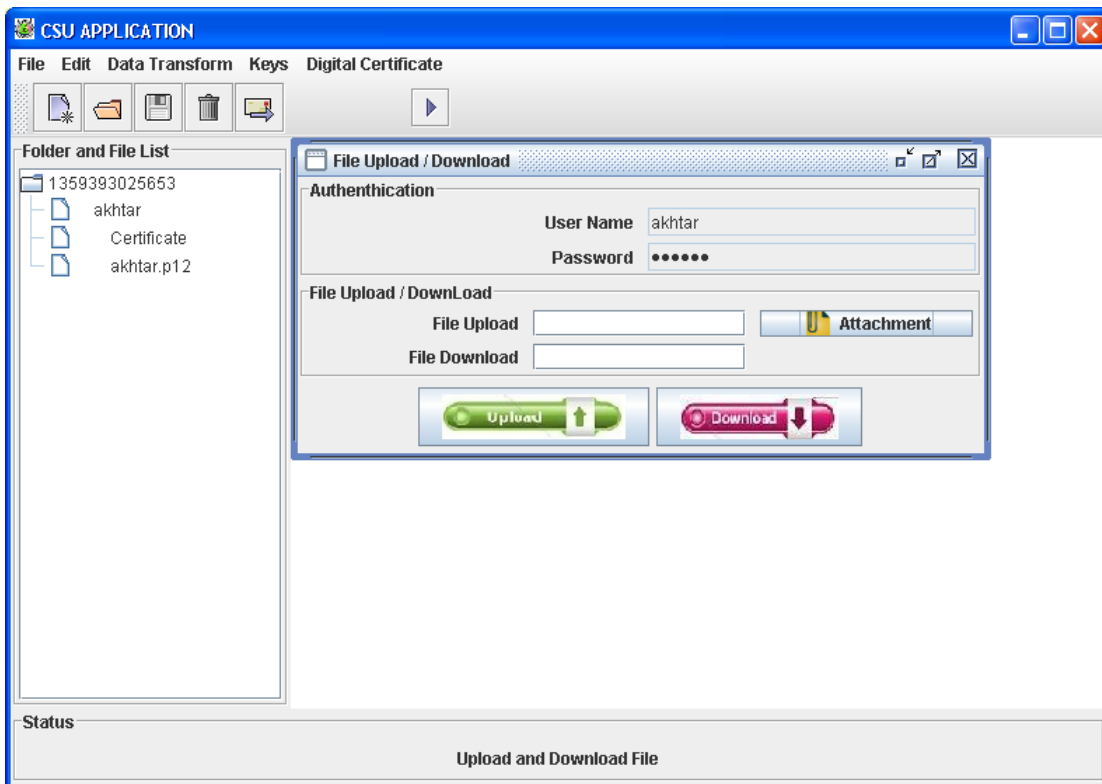 CSU APPLICATION
File Edit Data Transform Keys Digital Certificate
Folder and File List
1359393025653
akhtar
Certificate
akhtar.p12
File Upload / Download
Authenthication
User Name akhtar
Password ••••••
File Upload / DownLoad
File Upload Attachment
File Download
Upload Download
Status
Upload and Download File